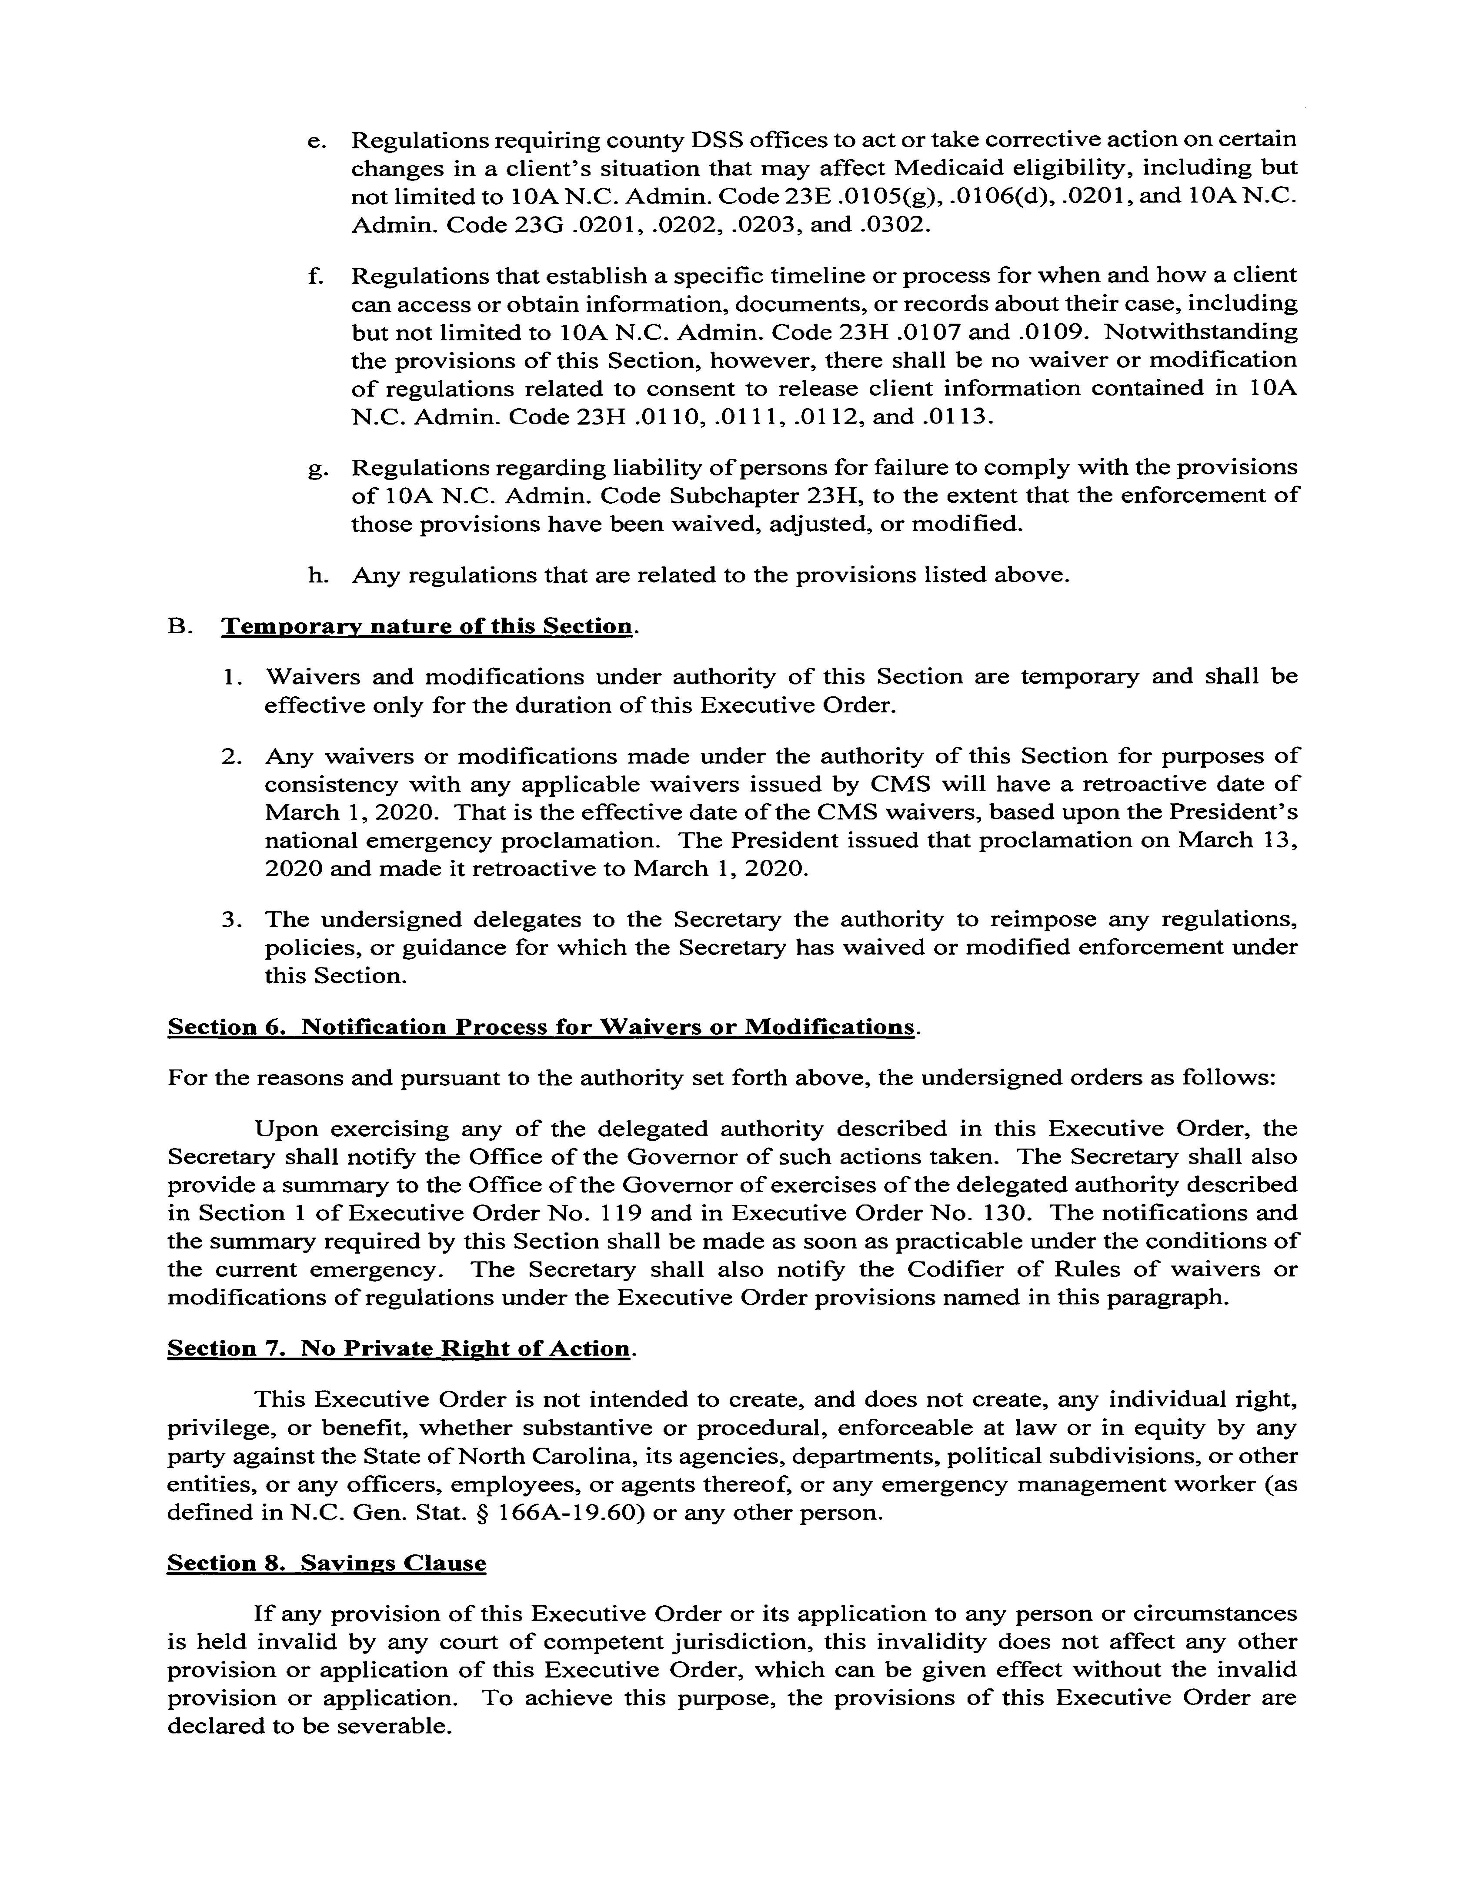 e. Regulations requiring county DSS offices to act or take corrective action on certain
changes in a client's situation that may affect Medicaid eligibility, including but
not limited to 10A N.C. Admin. Code 23E .0105(g), .0106(d), .0201, and 10A N.C.
Admin. Code 23G .0201, .0202, .0203, and .0302.
f. Regulations that establish a specific timeline or process for when and how a client
can access or obtain information, documents, or records about their case, including
but not limited to 10A N.C. Admin. Code 23H .0107 and .0109. Notwithstanding
the provisions of this Section, however, there shall be no waiver or modification
of regulations related to consent to release client information contained in 10A
N.C. Admin. Code 23H .0110, .0111, .0112, and .0113.
g. Regulations regarding liability of persons for failure to comply with the provisions
of 10A N.C. Admin. Code Subchapter 23H, to the extent that the enforcement of
those provisions have been waived, adjusted, or modified.
h. Any regulations that are related to the provisions listed above.
B. Temporary nature of this Section.
1. Waivers and modifications under authority of this Section are temporary and shall be
effective only for the duration of this Executive Order.
2. Any waivers or modifications made under the authority of this Section for purposes of
consistency with any applicable waivers issued by CMS will have a retroactive date of
March 1, 2020. That is the effective date of the CMS waivers, based upon the President's
national emergency proclamation. The President issued that proclamation on March 13,
2020 and made it retroactive to March 1, 2020.
3. The undersigned delegates to the Secretary the authority to reimpose any regulations,
policies, or guidance for which the Secretary has waived or modified enforcement under
this Section.
Section 6. Notification Process for Waivers or Modifications.
For the reasons and pursuant to the authority set forth above, the undersigned orders as follows:
Upon exercising any of the delegated authority described in this Executive Order, the
Secretary shall notify the Office of the Governor of such actions taken. The Secretary shall also
provide a summary to the Office of the Governor of exercises of the delegated authority described
in Section 1 of Executive Order No. 119 and in Executive Order No. 130. The notifications and
the summary required by this Section shall be made as soon as practicable under the conditions of
the current emergency. The Secretary shall also notify the Codifier of Rules of waivers or
modifications of regulations under the Executive Order provisions named in this paragraph.
Section 7. No Private Right of Action.
This Executive Order is not intended to create, and does not create, any individual right,
privilege, or benefit, whether substantive or procedural, enforceable at law or in equity by any
party against the State of North Carolina, its agencies, departments, political subdivisions, or other
entities, or any officers, employees, or agents thereof, or any emergency management worker (as
defined in N.C. Gen. Stat. § 166A-19.60) or any other person.
Section 8. Savings Clause
If any provision of this Executive Order or its application to any person or circumstances
is held invalid by any court of competent jurisdiction, this invalidity does not affect any other
provision or application of this Executive Order, which can be given effect without the invalid
provision or application. To achieve this purpose, the provisions of this Executive Order are
declared to be severable.